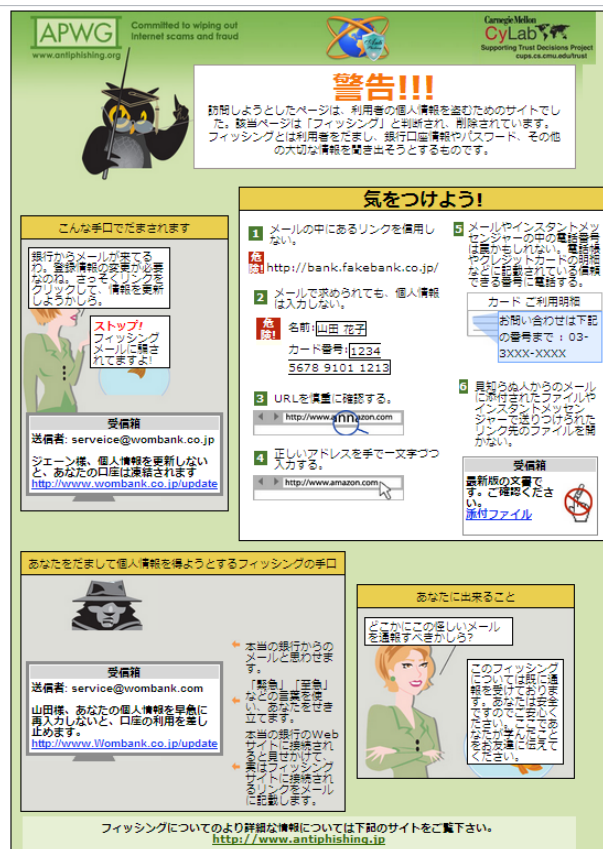 APWG
Committed to wiping out
Internet scams and fraud
www.antiphishing.org
Carnegie Mellon
CyLab
Supporting Trust Decisions Project
cups.cs.cmu.edu/trust
警告!!!
訪問しようとしたページは、利用者の個人情報を盗むためのサイトでし
た。該当ページは「フィッシング」と判断され、削除されています。
フィッシングとは利用者をだまし、銀行口座情報やパスワード、その他
の大切な情報を聞き出そうとするものです。
こんな手口でだまされます
銀行からメールが来てる
わ。登録情報の変更が必要
なのね。さっそくリンクを
クリックして、情報を更新
しようかしら。
ストップ!
フィッシング
メールに騙さ
れてますよ!
受信箱
送信者: serveice@wombank.co.jp
ジェーン様、個人情報を更新しない
と、あなたの口座は凍結されます
http://www.wombank.co.jp/update
気をつけよう!
1 メールの中にあるリンクを信用し
ない。
危険! http://bank.fakebank.co.jp/
2 メールで求められても、個人情報
は入力しない。
危険! 名前:山田 花子
カード番号:1234
5678 9101 1213
3 URLを慎重に確認する。
http://www.annazon.com
4 正しいアドレスを手で一文字づつ
入力する。
http://www.amazon.com
5 メールやインスタントメッ
センジャーの中の電話番号
は罠かもしれない。電話帳
やクレジットカードの明細
などに記載されている信頼
できる番号に電話する。
カード ご利用明細
お問い合わせは下記
の番号まで : 03-
3XXX-XXXX
6 見知らぬ人からのメール
に添付されたファイルや
インスタントメッセン
ジャーで送りつけられた
リンク先のファイルを開
かない。
受信箱
最新版の文書で
す。ご確認くださ
い。
添付ファイル
あなたをだまして個人情報を得ようとするフィッシングの手口
受信箱
送信者: service@wombank.com
山田様、あなたの個人情報を早急に
再入力しないと、口座の利用を差し
止めます。
http://www.Wombank.co.jp/update
本当の銀行からの
メールと思わせま
す。
「緊急」「至急」
などの言葉を使
い、あなたをせき
立てます。
本当の銀行のWeb
サイトに接続され
ると見せかけて、
実はフィッシング
サイトに接続され
るリンクをメール
に記載します。
あなたに出来ること
どこかにこの怪しいメール
を通報すべきかしら?
このフィッシング
については既に通
報を受けておりま
す。あなたは安全
ですのでご安心く
ださい。ここであ
なたが学んだこと
をお友達に伝えて
ください。
フィッシングについてのより詳細な情報については下記のサイトをご覧下さい。
http://www.antiphishing.jp